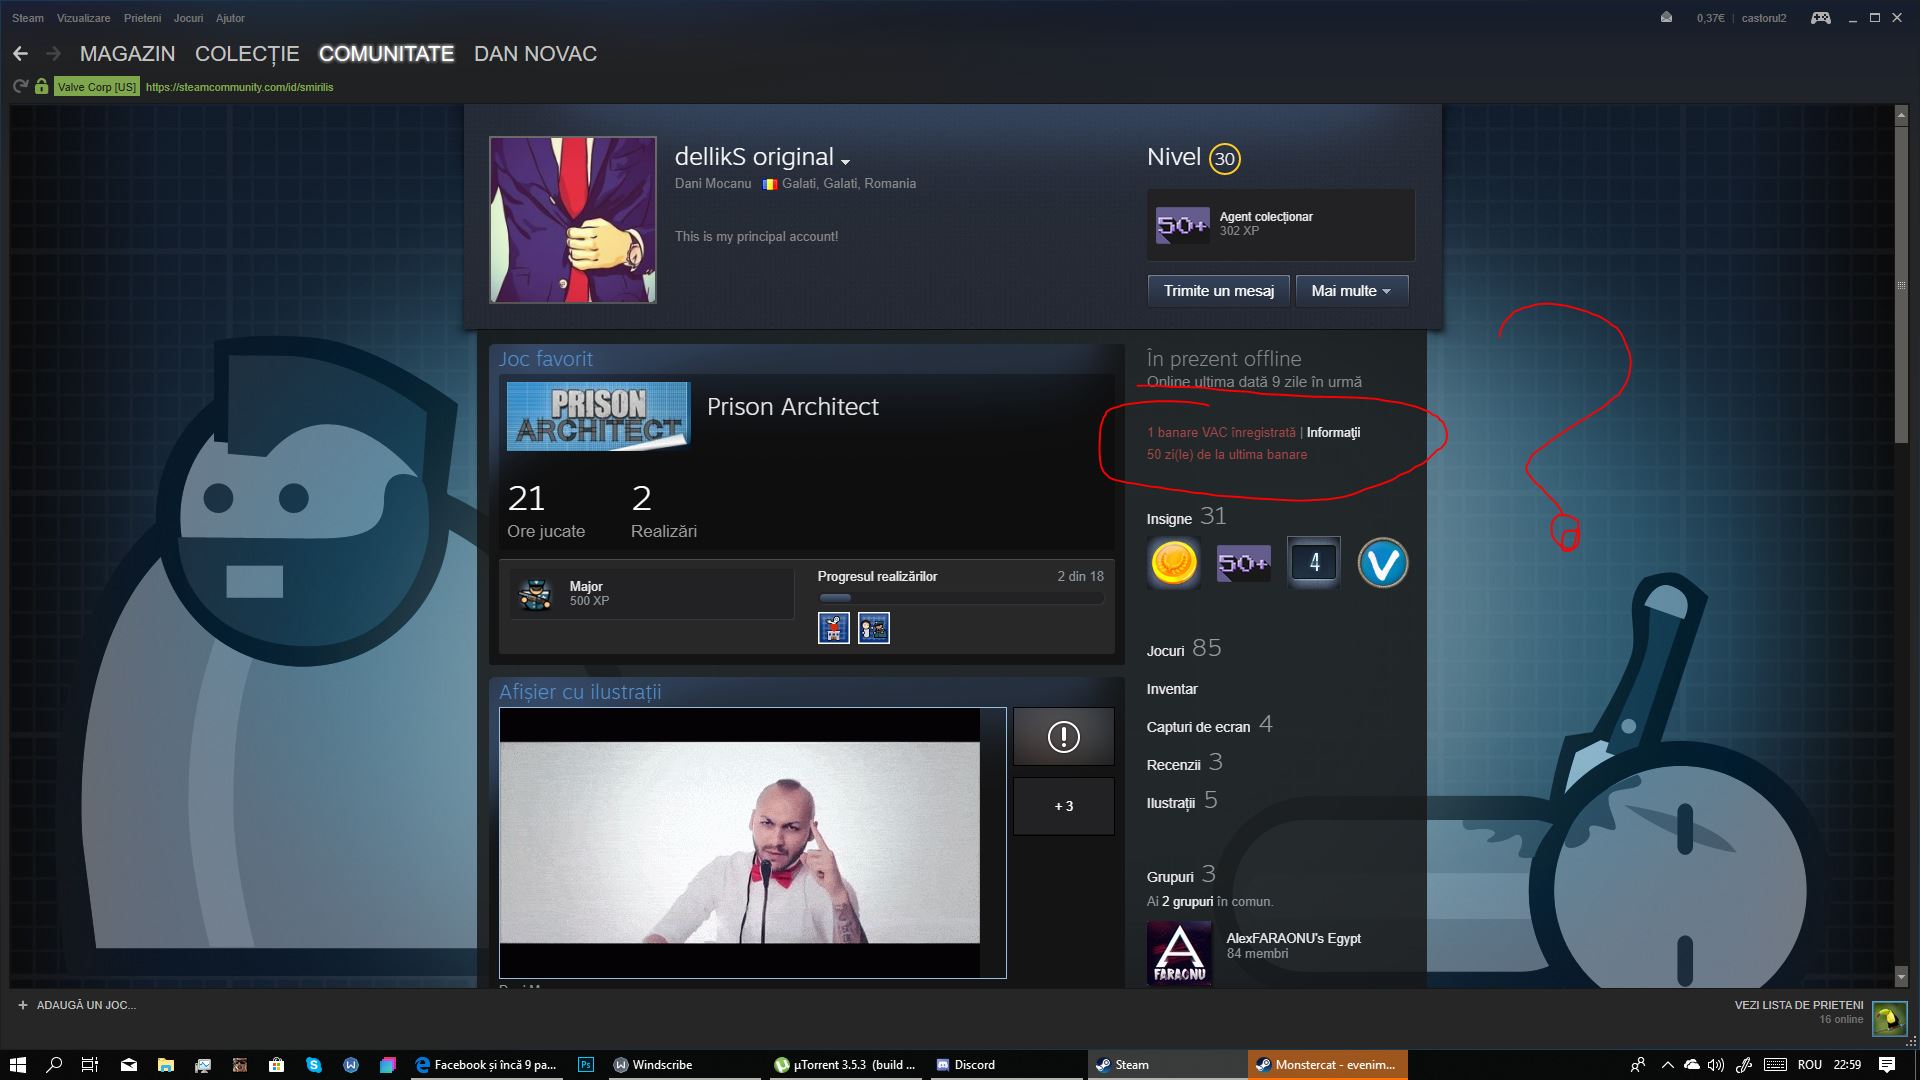 Steam Vizualizare Prieteni Jocuri Ajutor
0,37€ | castorul2
MAGAZIN COLECȚIE COMUNITATE DAN NOVAC
Valve Corp [US] https://steamcommunity.com/id/smirilis
dellikS original
Dani Mocanu Galati, Galati, Romania
This is my principal account!
Nivel 30
50+
Agent colecționar
302 XP
Trimite un mesaj
Mai multe
Joc favorit
PRISON
ARCHITECT
Prison Architect
21
Ore jucate
2
Realizări
Major
500 XP
Progresul realizărilor
2 din 18
Afișier cu ilustrații
+ 3
În prezent offline
Online ultima dată 9 zile în urmă
1 banare VAC înregistrată | Informații
50 zi(le) de la ultima banare
?
Insigne 31
50+
4
V
Jocuri 85
Inventar
Capturi de ecran 4
Recenzii 3
Ilustrații 5
Grupuri 3
Ai 2 grupuri în comun.
A
FARAONU
AlexFARAONU's Egypt
84 membri
+ ADAUGĂ UN JOC...
VEZI LISTA DE PRIETENI
16 online
Facebook și încă 9 pa...
Ps
Windscribe
µTorrent 3.5.3 (build ...
Discord
Steam
Monstercat - evenim...
ROU
22:59